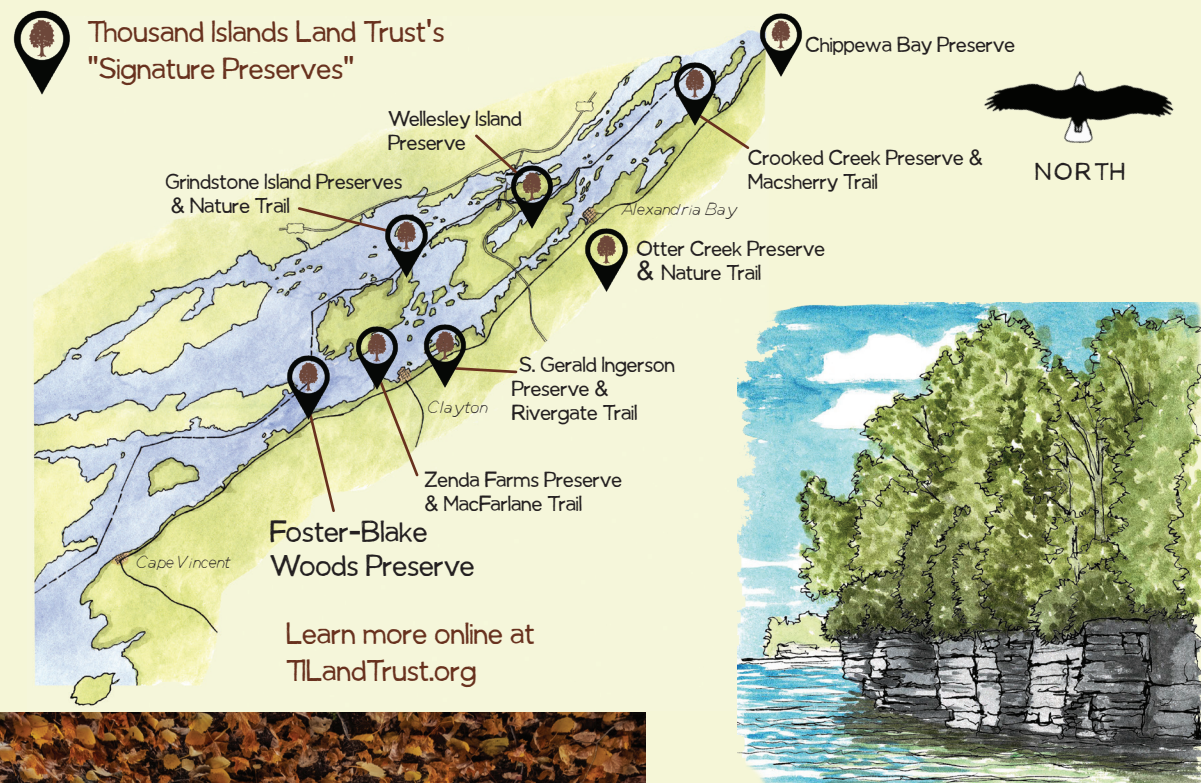 Thousand Islands Land Trust's
"Signature Preserves"
Chippewa Bay Preserve
Wellesley Island
Preserve
NORTH
Crooked Creek Preserve &
Macsherry Trail
Grindstone Island Preserves
& Nature Trail
Alexandria Bay
Otter Creek Preserve
& Nature Trail
S. Gerald Ingerson
Preserve &
Rivergate Trail
Clayton
Zenda Farms Preserve
& MacFarlane Trail
Foster-Blake
Woods Preserve
Cape Vincent
Learn more online at
TILandTrust.org